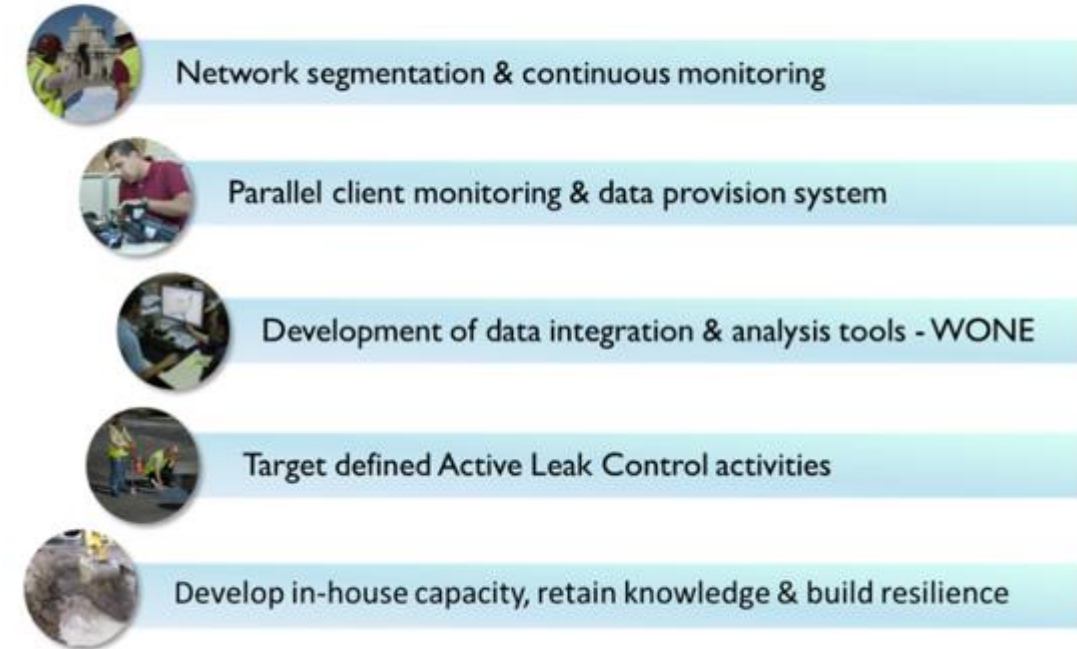 Network segmentation & continuous monitoring
Parallel client monitoring & data provision system
Development of data integration & analysis tools - WONE
Target defined Active Leak Control activities
Develop in-house capacity, retain knowledge & build resilience